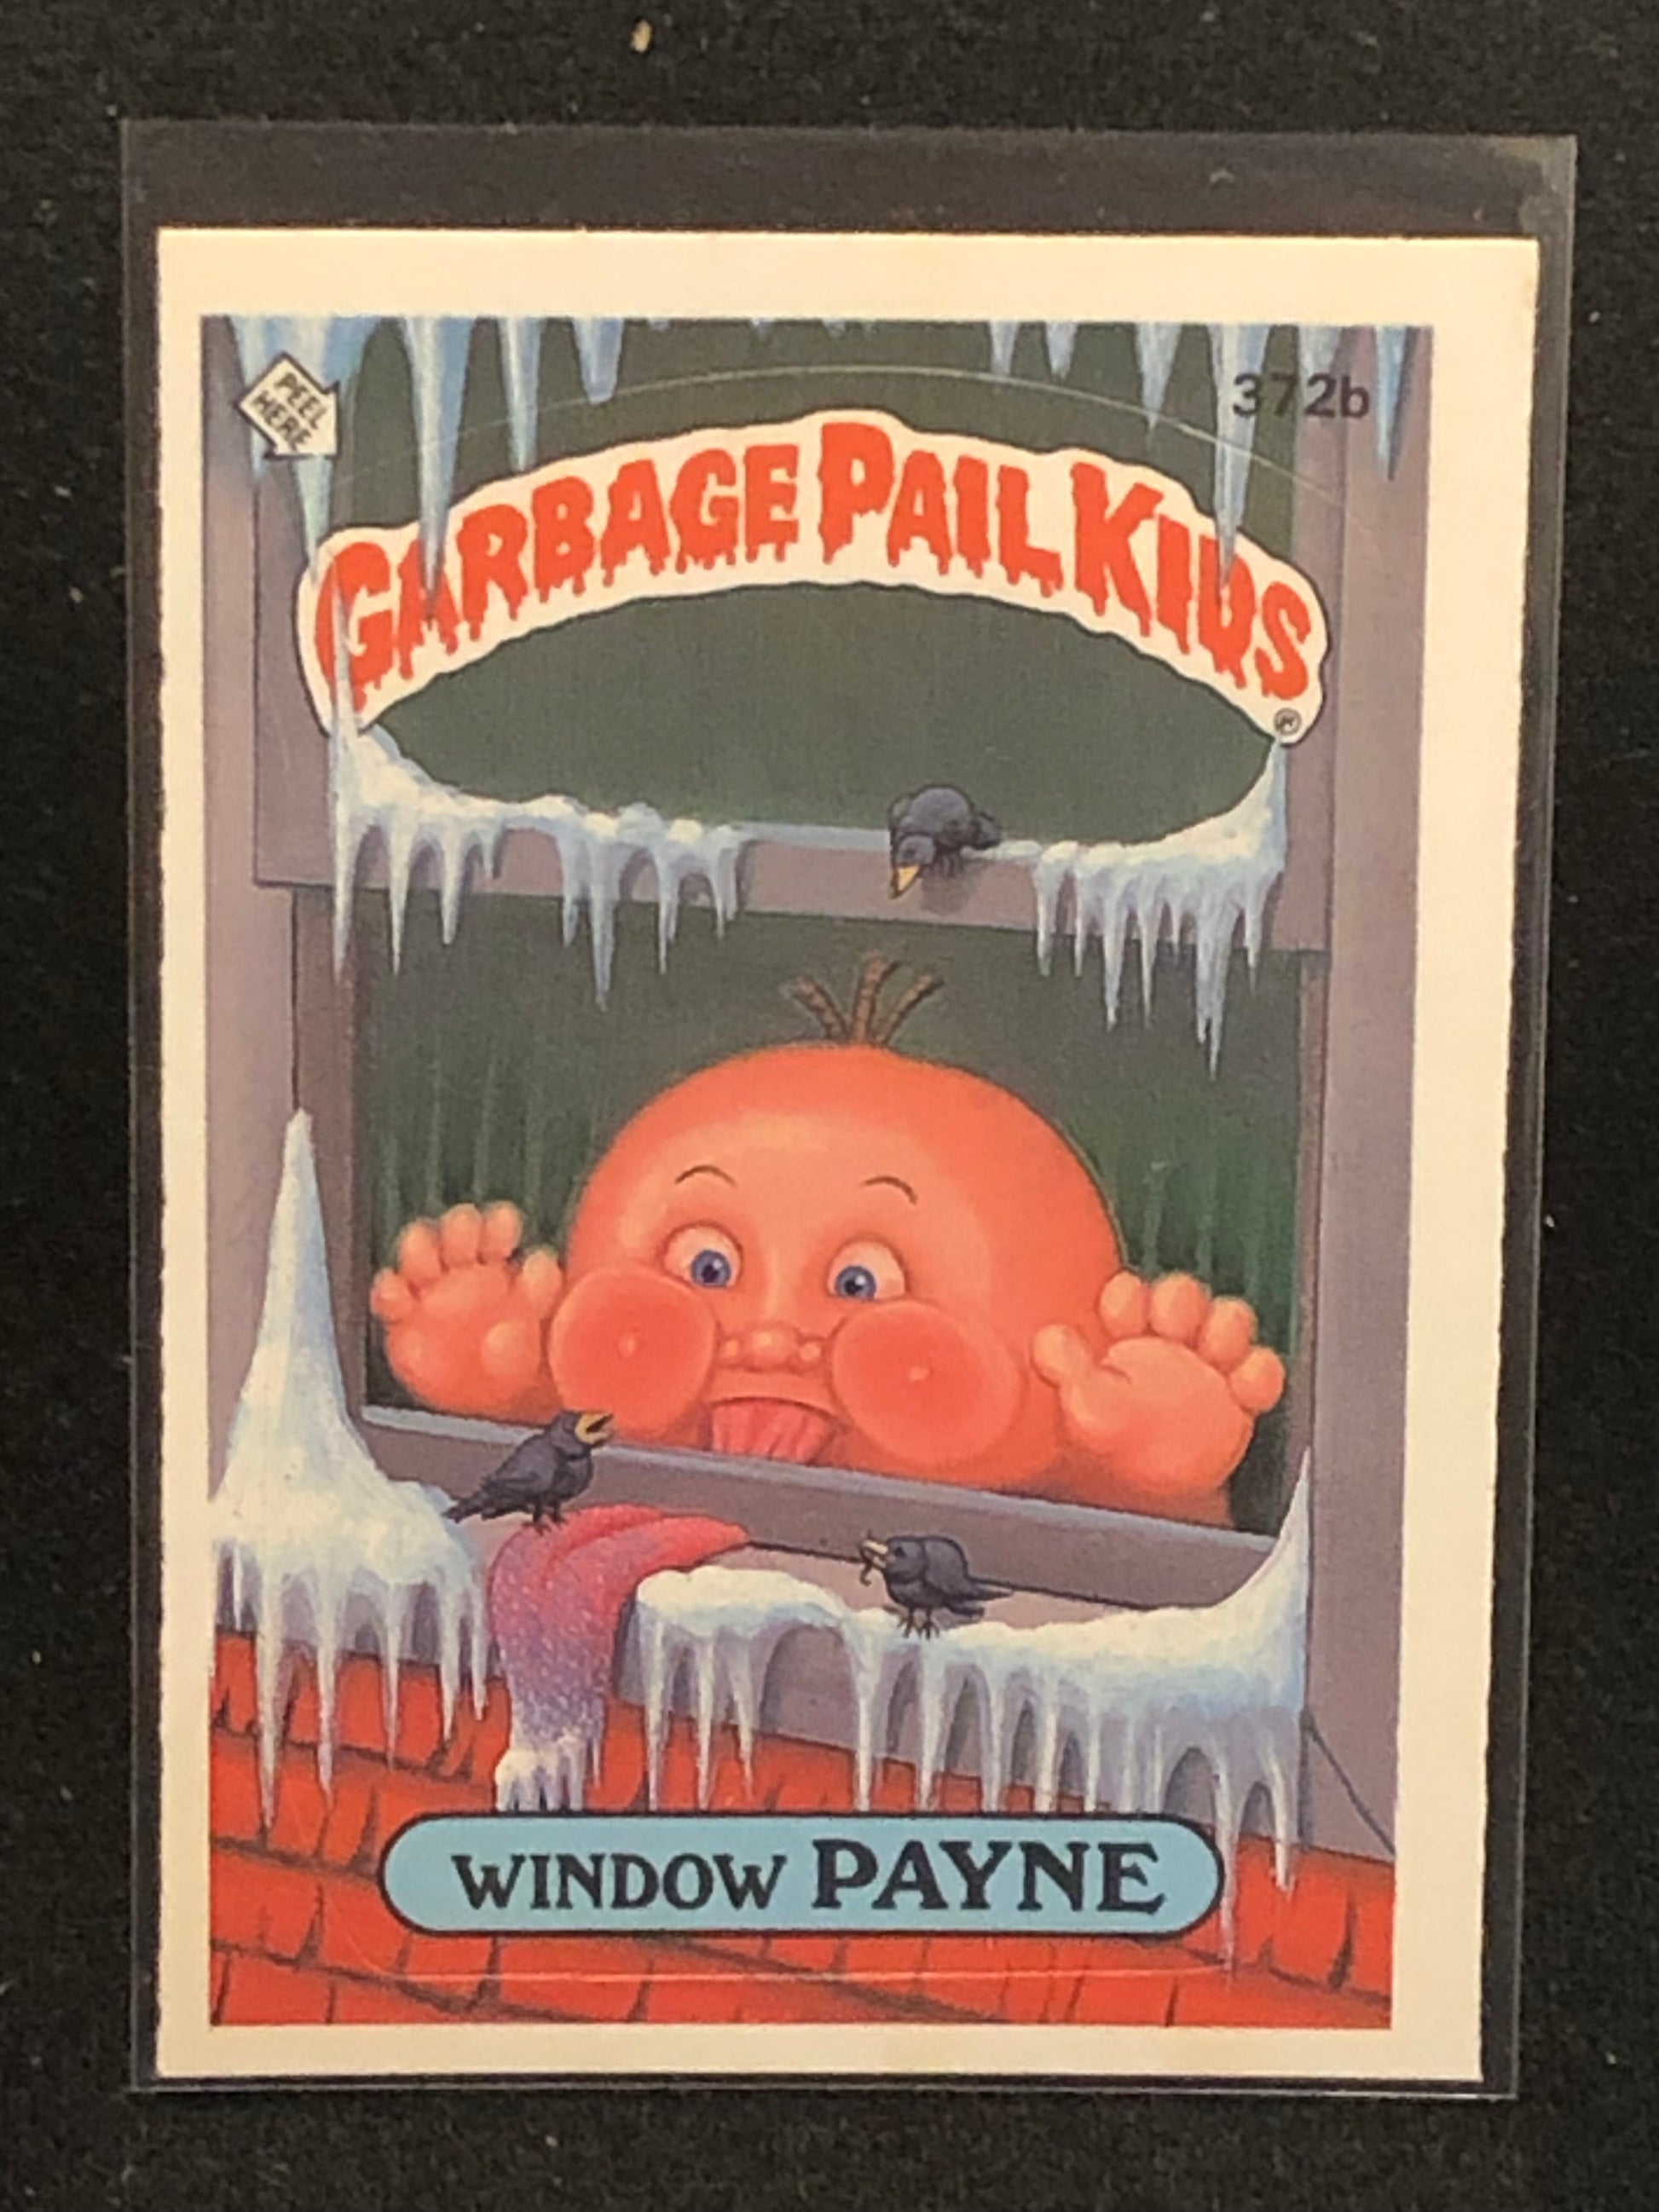 PEEL
HERE
372b
GARBAGE PAIL KIDS
®
WINDOW PAYNE